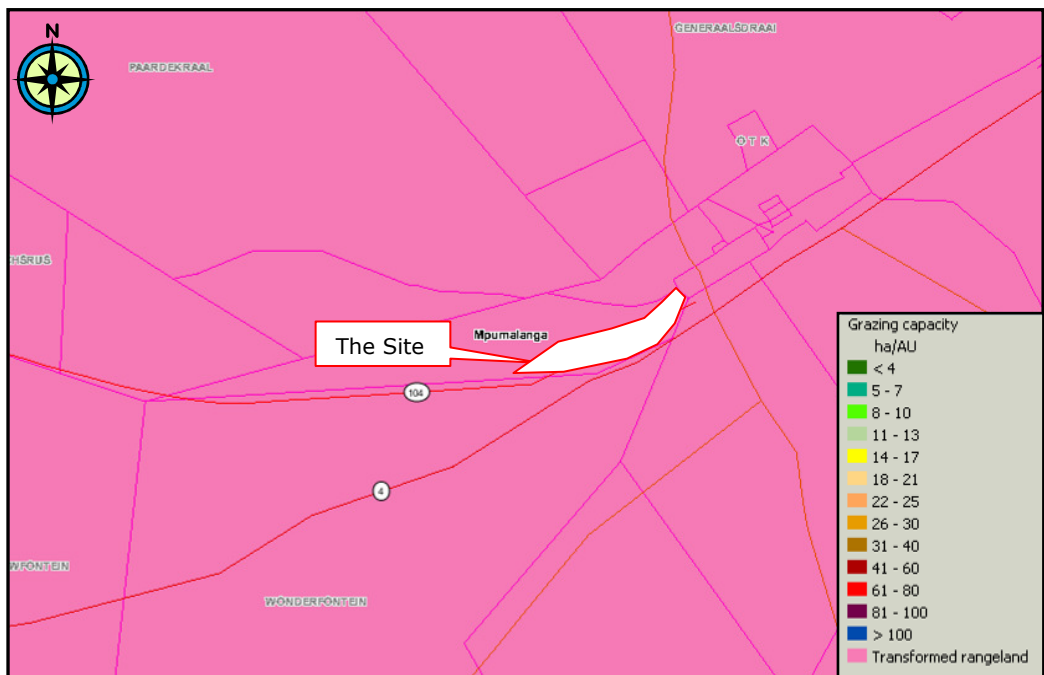 N
GENERAALSDRAAI
PAARDEKRAAL
O T K
HSRUS
Mpumalanga
The Site
104
4
WFONTEIN
WONDERFONTEIN
Grazing capacity
ha/AU
< 4
5 - 7
8 - 10
11 - 13
14 - 17
18 - 21
22 - 25
26 - 30
31 - 40
41 - 60
61 - 80
81 - 100
> 100
Transformed rangeland